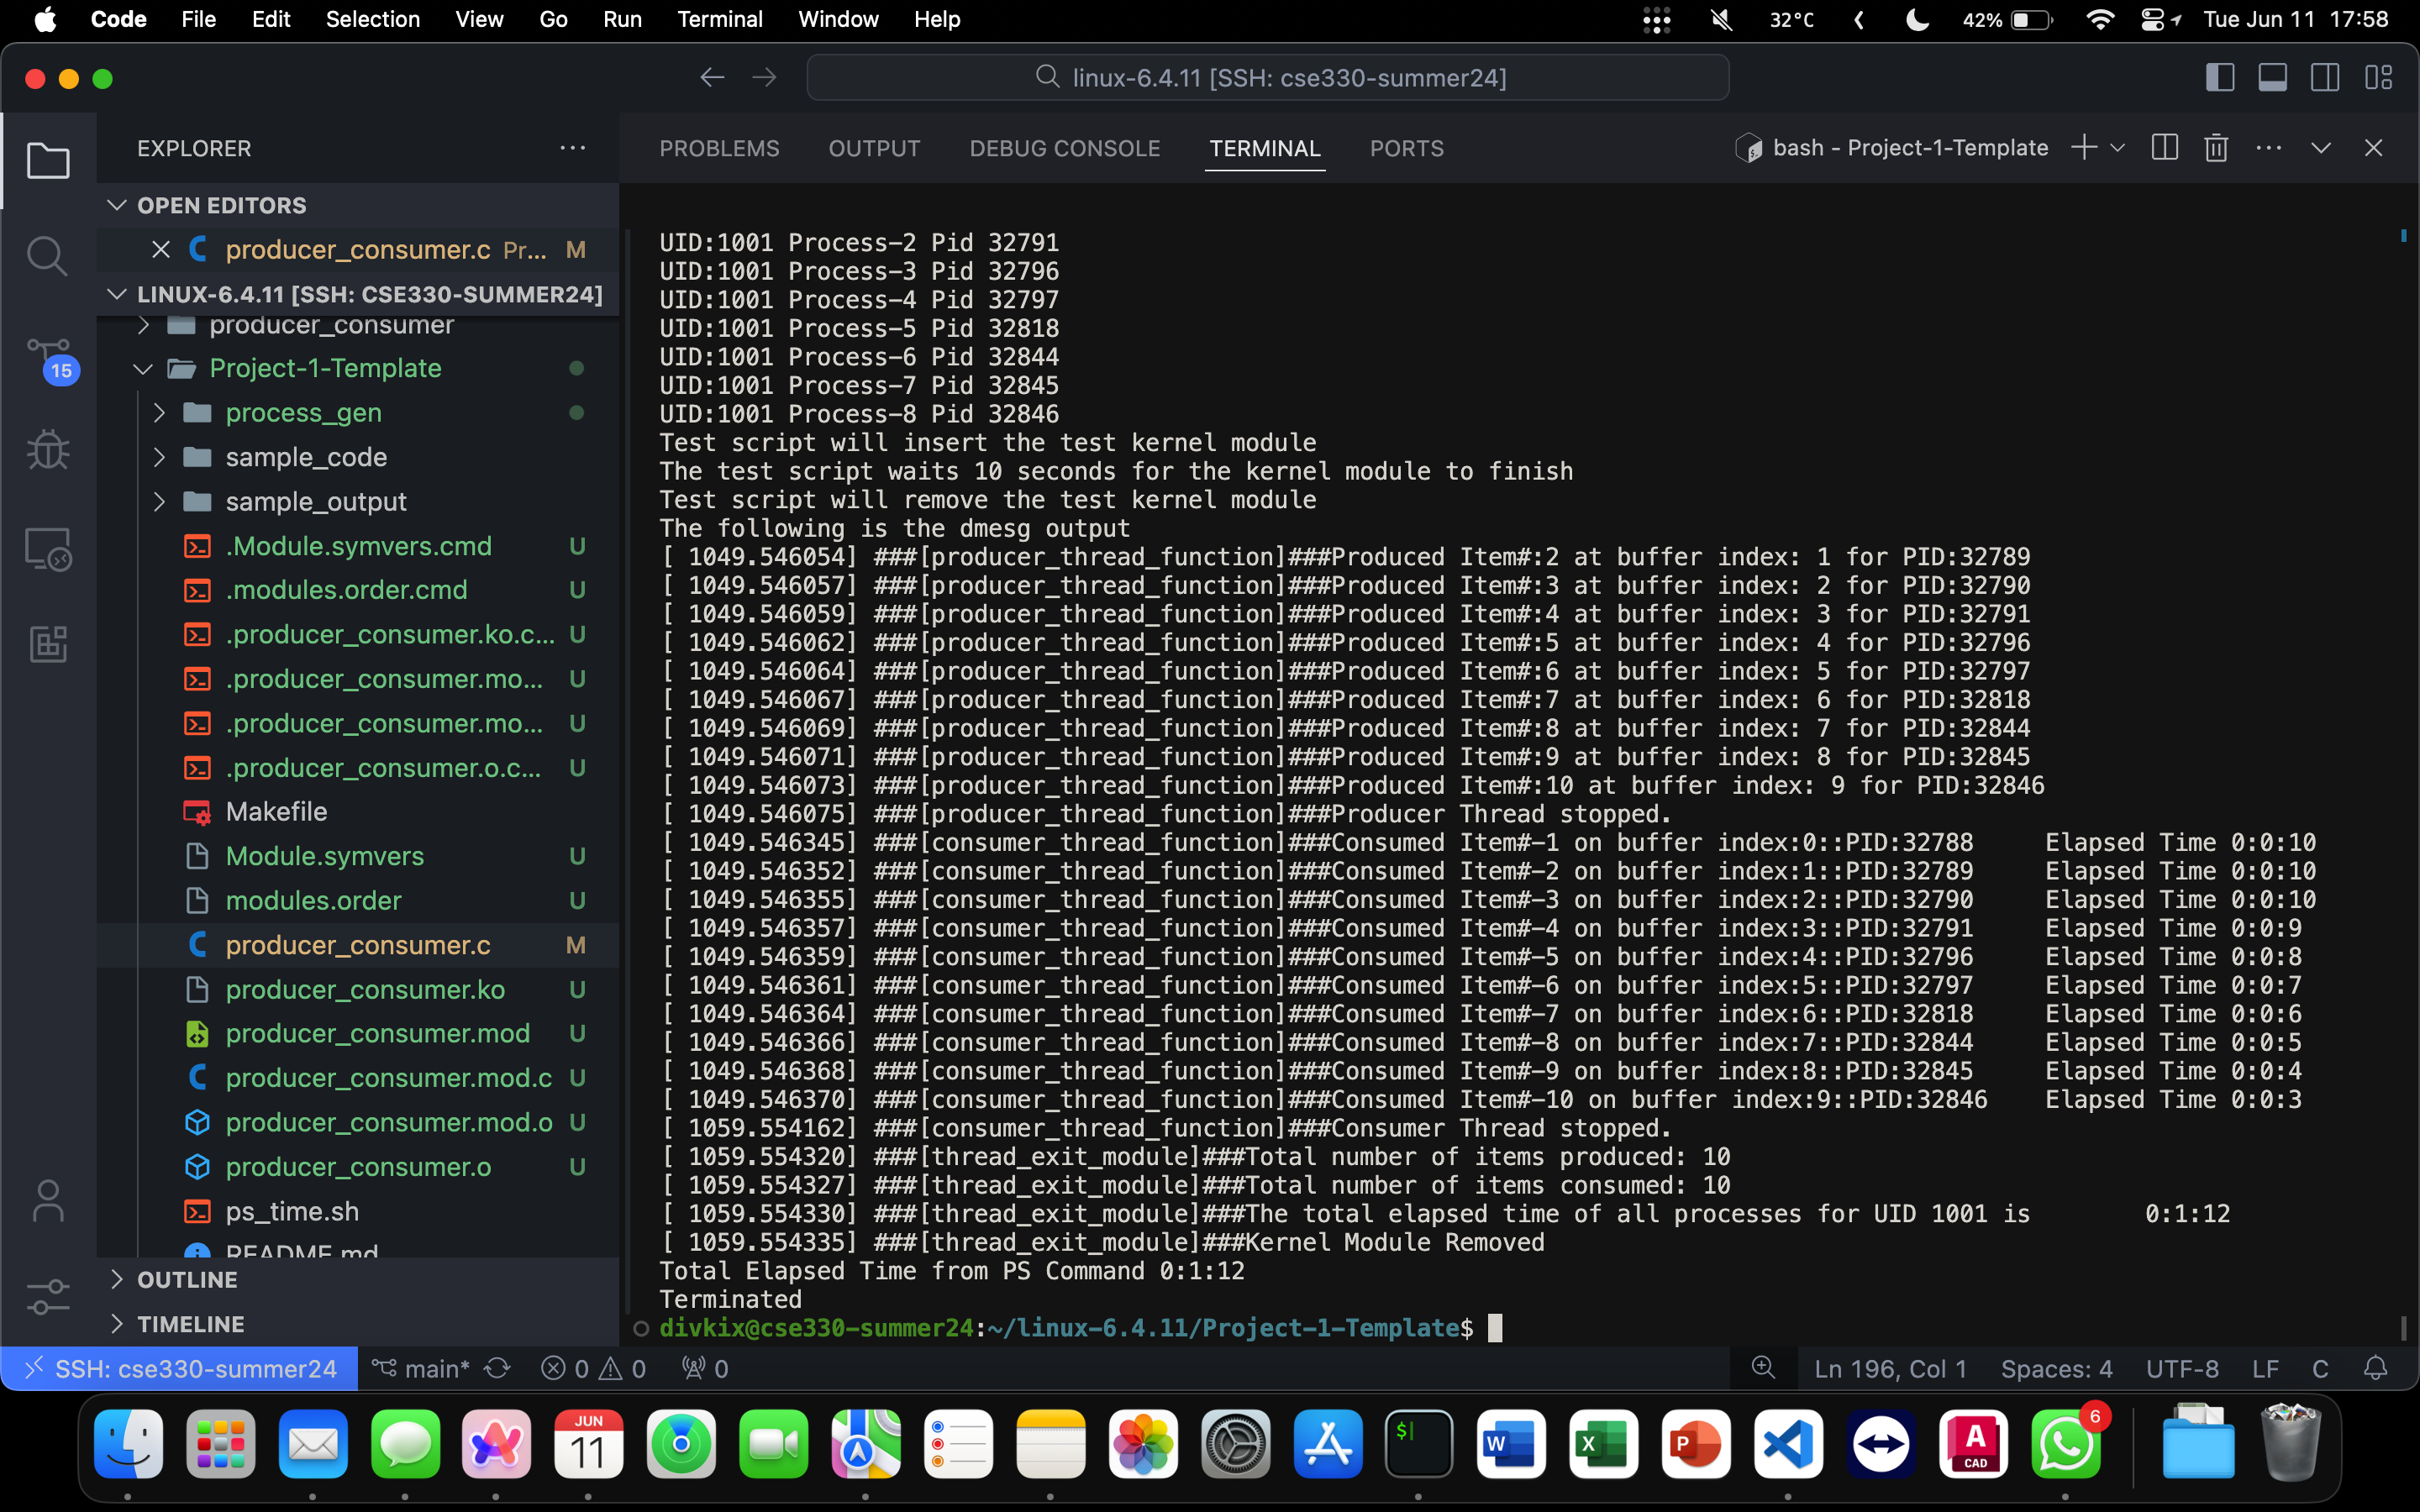 Code File Edit Selection View Go Run Terminal Window Help 32°C 42% Tue Jun 11 17:58
linux-6.4.11 [SSH: cse330-summer24]
EXPLORER
OPEN EDITORS
producer_consumer.c Pr... M
LINUX-6.4.11 [SSH: CSE330-SUMMER24]
producer_consumer
Project-1-Template
process_gen
sample_code
sample_output
.Module.symvers.cmd U
.modules.order.cmd U
.producer_consumer.ko.c... U
.producer_consumer.mo... U
.producer_consumer.mo... U
.producer_consumer.o.c... U
Makefile
Module.symvers U
modules.order U
producer_consumer.c M
producer_consumer.ko U
producer_consumer.mod U
producer_consumer.mod.c U
producer_consumer.mod.o U
producer_consumer.o U
ps_time.sh
README.md
OUTLINE
TIMELINE
15
PROBLEMS OUTPUT DEBUG CONSOLE TERMINAL PORTS bash - Project-1-Template
UID:1001 Process-2 Pid 32791
UID:1001 Process-3 Pid 32796
UID:1001 Process-4 Pid 32797
UID:1001 Process-5 Pid 32818
UID:1001 Process-6 Pid 32844
UID:1001 Process-7 Pid 32845
UID:1001 Process-8 Pid 32846
Test script will insert the test kernel module
The test script waits 10 seconds for the kernel module to finish
Test script will remove the test kernel module
The following is the dmesg output
[ 1049.546054] ###[producer_thread_function]###Produced Item#:2 at buffer index: 1 for PID:32789
[ 1049.546057] ###[producer_thread_function]###Produced Item#:3 at buffer index: 2 for PID:32790
[ 1049.546059] ###[producer_thread_function]###Produced Item#:4 at buffer index: 3 for PID:32791
[ 1049.546062] ###[producer_thread_function]###Produced Item#:5 at buffer index: 4 for PID:32796
[ 1049.546064] ###[producer_thread_function]###Produced Item#:6 at buffer index: 5 for PID:32797
[ 1049.546067] ###[producer_thread_function]###Produced Item#:7 at buffer index: 6 for PID:32818
[ 1049.546069] ###[producer_thread_function]###Produced Item#:8 at buffer index: 7 for PID:32844
[ 1049.546071] ###[producer_thread_function]###Produced Item#:9 at buffer index: 8 for PID:32845
[ 1049.546073] ###[producer_thread_function]###Produced Item#:10 at buffer index: 9 for PID:32846
[ 1049.546075] ###[producer_thread_function]###Producer Thread stopped.
[ 1049.546345] ###[consumer_thread_function]###Consumed Item#-1 on buffer index:0::PID:32788 Elapsed Time 0:0:10
[ 1049.546352] ###[consumer_thread_function]###Consumed Item#-2 on buffer index:1::PID:32789 Elapsed Time 0:0:10
[ 1049.546355] ###[consumer_thread_function]###Consumed Item#-3 on buffer index:2::PID:32790 Elapsed Time 0:0:10
[ 1049.546357] ###[consumer_thread_function]###Consumed Item#-4 on buffer index:3::PID:32791 Elapsed Time 0:0:9
[ 1049.546359] ###[consumer_thread_function]###Consumed Item#-5 on buffer index:4::PID:32796 Elapsed Time 0:0:8
[ 1049.546361] ###[consumer_thread_function]###Consumed Item#-6 on buffer index:5::PID:32797 Elapsed Time 0:0:7
[ 1049.546364] ###[consumer_thread_function]###Consumed Item#-7 on buffer index:6::PID:32818 Elapsed Time 0:0:6
[ 1049.546366] ###[consumer_thread_function]###Consumed Item#-8 on buffer index:7::PID:32844 Elapsed Time 0:0:5
[ 1049.546368] ###[consumer_thread_function]###Consumed Item#-9 on buffer index:8::PID:32845 Elapsed Time 0:0:4
[ 1049.546370] ###[consumer_thread_function]###Consumed Item#-10 on buffer index:9::PID:32846 Elapsed Time 0:0:3
[ 1059.554162] ###[consumer_thread_function]###Consumer Thread stopped.
[ 1059.554320] ###[thread_exit_module]###Total number of items produced: 10
[ 1059.554327] ###[thread_exit_module]###Total number of items consumed: 10
[ 1059.554330] ###[thread_exit_module]###The total elapsed time of all processes for UID 1001 is 0:1:12
[ 1059.554335] ###[thread_exit_module]###Kernel Module Removed
Total Elapsed Time from PS Command 0:1:12
Terminated
divkix@cse330-summer24:~/linux-6.4.11/Project-1-Template$
SSH: cse330-summer24 main* 0 0 0 Ln 196, Col 1 Spaces: 4 UTF-8 LF C
JUN
11
$
W
X
P
A
CAD
6